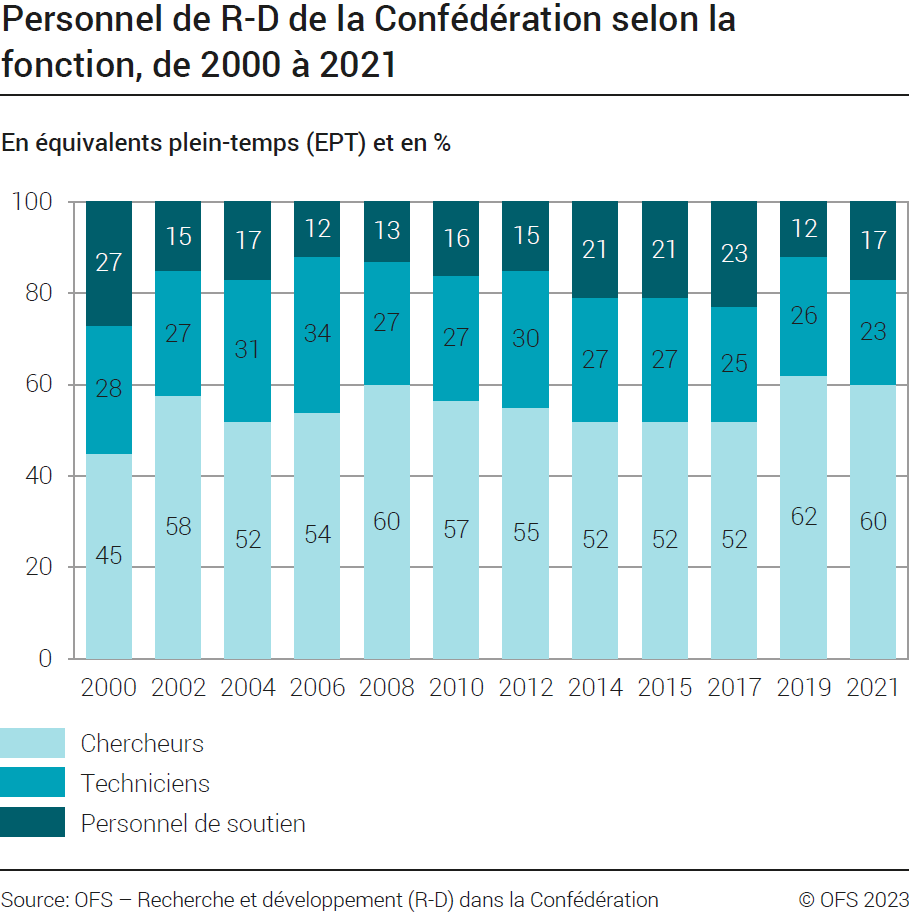 Personnel de R-D de la Confédération selon la
fonction, de 2000 à 2021
En équivalents plein-temps (EPT) et en %
100
80
60
40
20
0
27 15 17 12 13 16 15 21 21 23 12 17
28 27 31 34 27 27 30 27 27 25 26 23
45 58 52 54 60 57 55 52 52 52 62 60
2000 2002 2004 2006 2008 2010 2012 2014 2015 2017 2019 2021
Chercheurs
Techniciens
Personnel de soutien
Source: OFS – Recherche et développement (R-D) dans la Confédération © OFS 2023